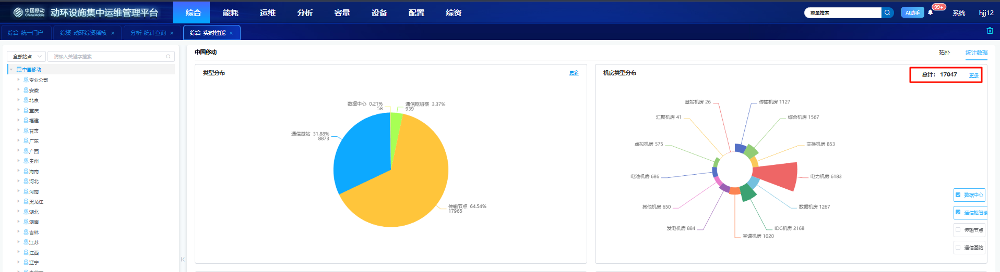 中国移动 China Mobile 动环设施集中运维管理平台 综合 能耗 运维 分析 容量 设备 配置 综资 菜单搜索 AI助手 99+ 系统 hjj12
综合-统一门户 综资-动环综资稽核 × 分析-统计查询 × 综合-实时性能 ×
全部站点 请输入关键字搜索
中国移动
专业公司
安徽
北京
重庆
福建
甘肃
广东
广西
贵州
海南
河北
河南
黑龙江
湖北
湖南
吉林
江苏
江西
辽宁
中国移动 拓扑 统计数据
类型分布 更多
数据中心 0.21%
58
通信枢纽楼 3.37%
939
通信基站 31.88%
8873
传输节点 64.54%
17965
机房类型分布 总计： 17047 更多
基站机房 26
传输机房 1127
汇聚机房 41
综合机房 1567
虚拟机房 575
交换机房 853
电池机房 686
电力机房 6183
其他机房 650
数据机房 1267
发电机房 884
IDC机房 2168
空调机房 1020
数据中心
通信枢纽楼
传输节点
通信基站